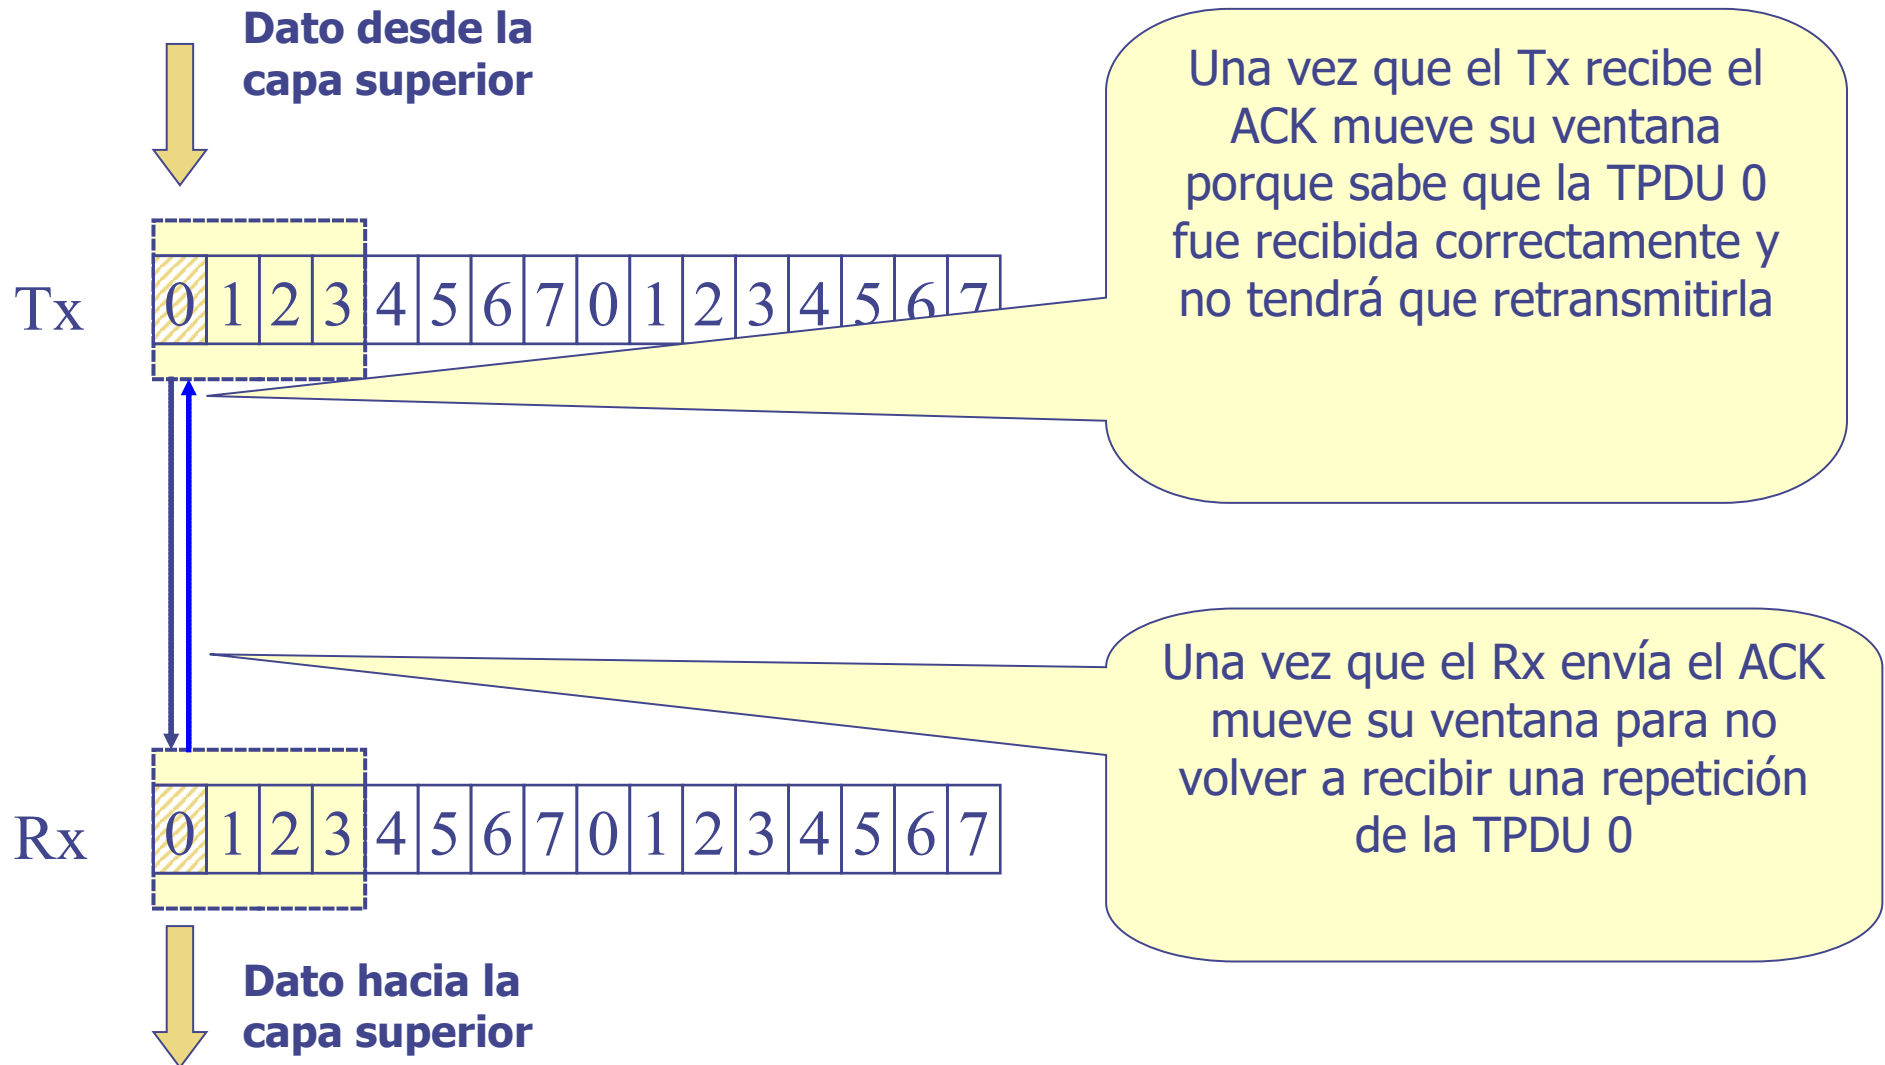 Dato desde la
capa superior
Una vez que el Tx recibe el
ACK mueve su ventana
porque sabe que la TPDU 0
fue recibida correctamente y
no tendrá que retransmitirla
Tx
0 1 2 3 4 5 6 7 0 1 2 3 4 5 6 7
Una vez que el Rx envía el ACK
mueve su ventana para no
volver a recibir una repetición
de la TPDU 0
Rx
0 1 2 3 4 5 6 7 0 1 2 3 4 5 6 7
Dato hacia la
capa superior